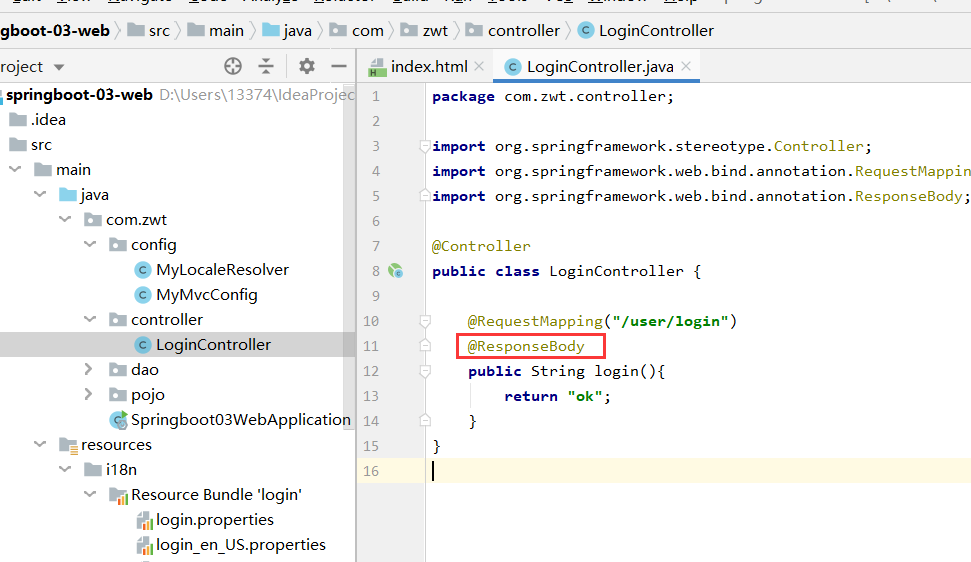 gboot-03-web src main java com zwt controller LoginController
roject
index.html LoginController.java
springboot-03-web D:\Users\13374\IdeaProjec
.idea
src
main
java
com.zwt
config
MyLocaleResolver
MyMvcConfig
controller
LoginController
dao
pojo
Springboot03WebApplication
resources
i18n
Resource Bundle 'login'
login.properties
login_en_US.properties
1 package com.zwt.controller;
2
3 import org.springframework.stereotype.Controller;
4 import org.springframework.web.bind.annotation.RequestMappin
5 import org.springframework.web.bind.annotation.ResponseBody;
6
7 @Controller
8 public class LoginController {
9
10 @RequestMapping("/user/login")
11 @ResponseBody
12 public String login(){
13 return "ok";
14 }
15 }
16